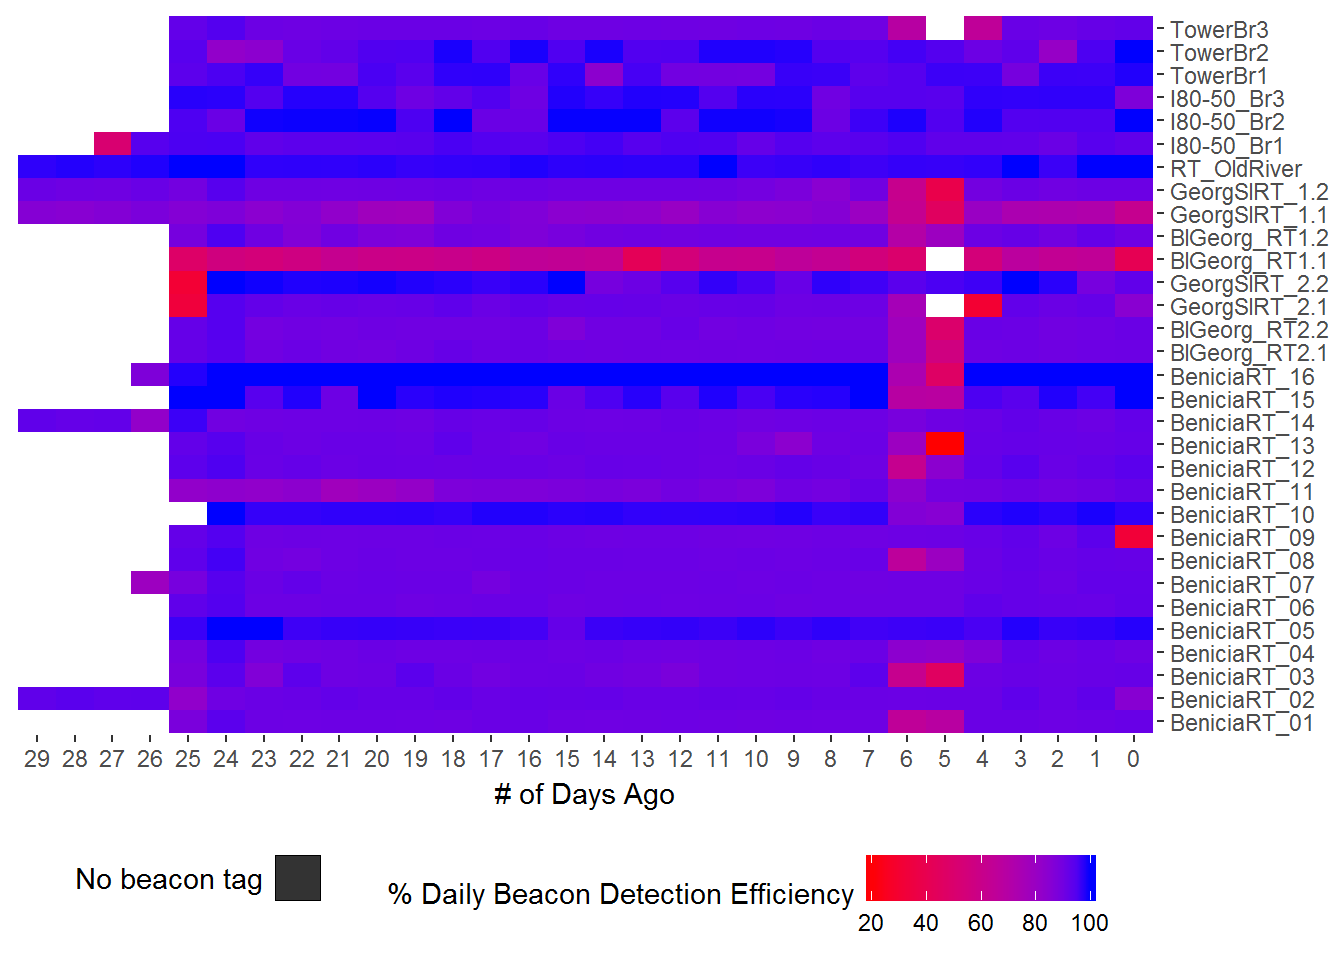 TowerBr3
TowerBr2
TowerBr1
I80-50_Br3
I80-50_Br2
I80-50_Br1
RT_OldRiver
GeorgSlRT_1.2
GeorgSlRT_1.1
BlGeorg_RT1.2
BlGeorg_RT1.1
GeorgSlRT_2.2
GeorgSlRT_2.1
BlGeorg_RT2.2
BlGeorg_RT2.1
BeniciaRT_16
BeniciaRT_15
BeniciaRT_14
BeniciaRT_13
BeniciaRT_12
BeniciaRT_11
BeniciaRT_10
BeniciaRT_09
BeniciaRT_08
BeniciaRT_07
BeniciaRT_06
BeniciaRT_05
BeniciaRT_04
BeniciaRT_03
BeniciaRT_02
BeniciaRT_01
29 28 27 26 25 24 23 22 21 20 19 18 17 16 15 14 13 12 11 10 9 8 7 6 5 4 3 2 1 0
# of Days Ago
No beacon tag
% Daily Beacon Detection Efficiency
20 40 60 80 100